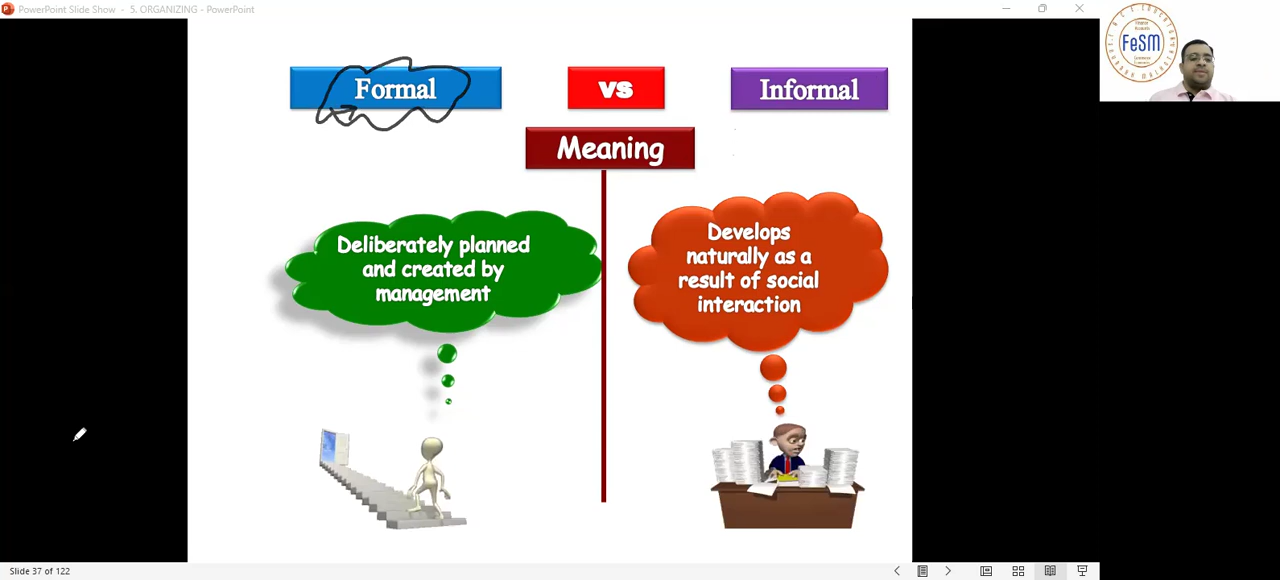 PowerPoint Slide Show - 5. ORGANIZING - PowerPoint
FeSM
Formal
vs
Informal
Meaning
Deliberately planned
and created by
management
Develops
naturally as a
result of social
interaction
Slide 37 of 122